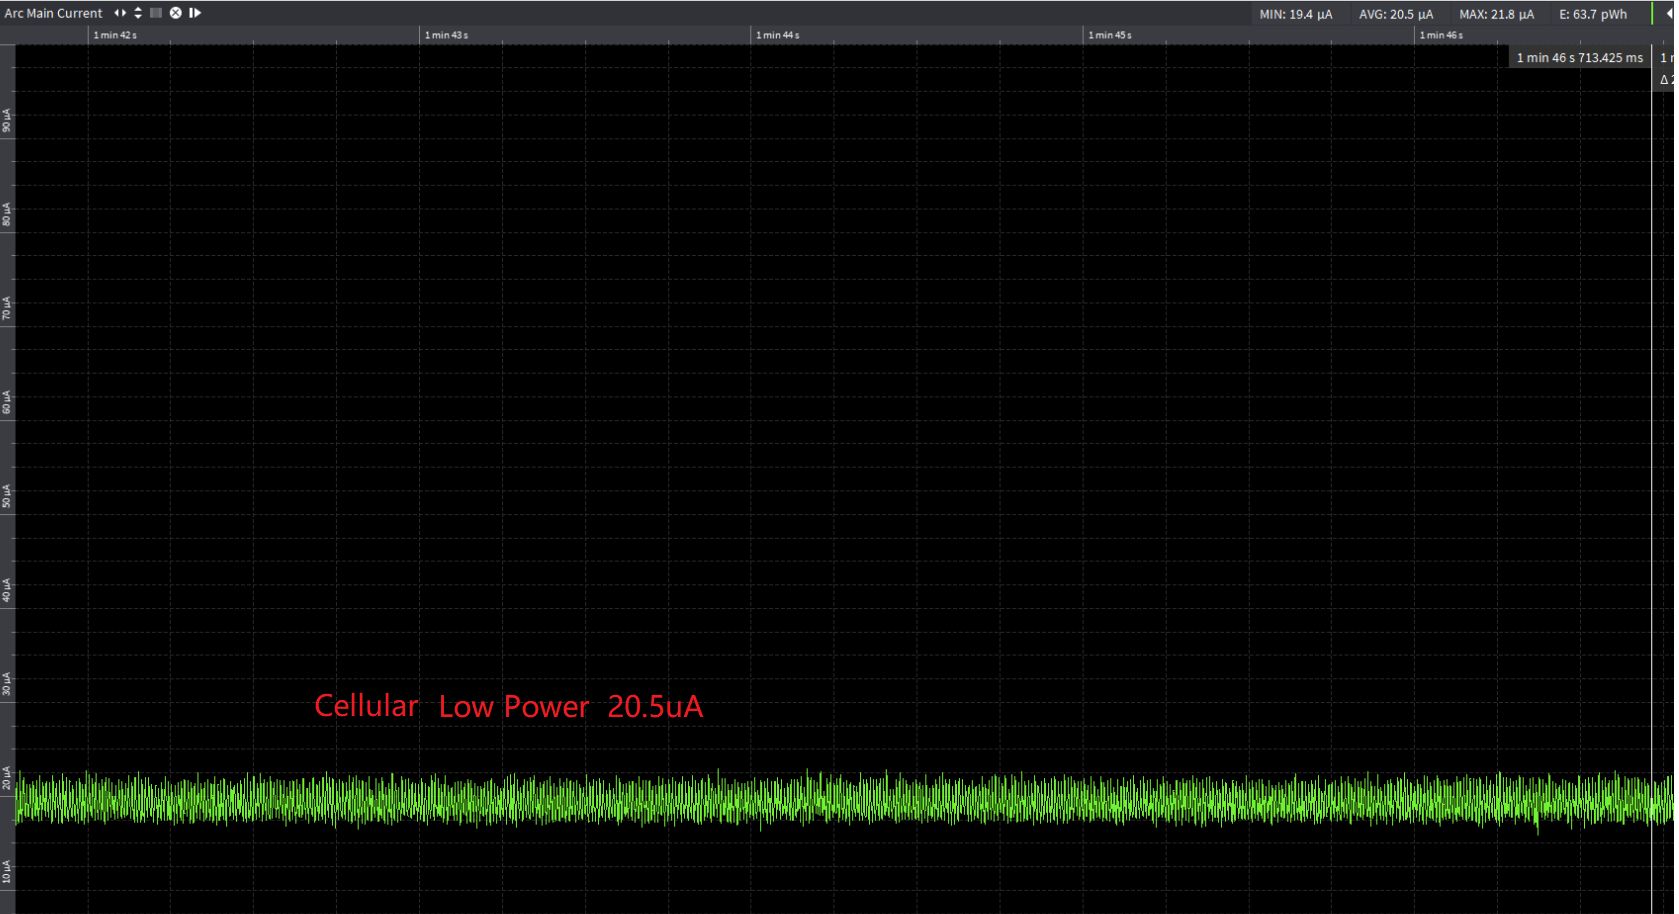 Arc Main Current
MIN: 19.4 µA AVG: 20.5 µA MAX: 21.8 µA E: 63.7 pWh
1 min 42 s 1 min 43 s 1 min 44 s 1 min 45 s 1 min 46 s
1 min 46 s 713.425 ms
Δ
90 µA
80 µA
70 µA
60 µA
50 µA
40 µA
30 µA
Cellular Low Power 20.5uA
20 µA
10 µA